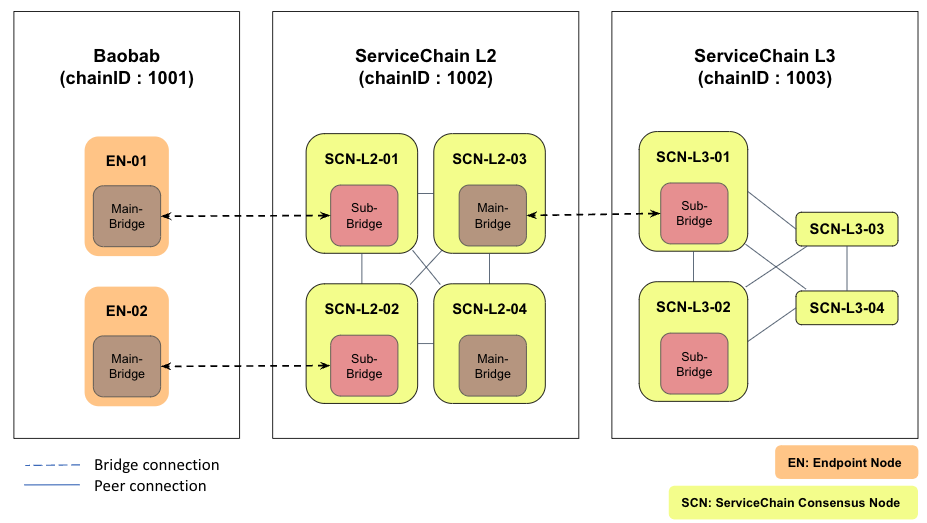 Baobab
(chainID : 1001)
EN-01
Main-
Bridge
EN-02
Main-
Bridge
ServiceChain L2
(chainID : 1002)
SCN-L2-01
Sub-
Bridge
SCN-L2-03
Main-
Bridge
SCN-L2-02
Sub-
Bridge
SCN-L2-04
Main-
Bridge
ServiceChain L3
(chainID : 1003)
SCN-L3-01
Sub-
Bridge
SCN-L3-03
SCN-L3-02
Sub-
Bridge
SCN-L3-04
Bridge connection
Peer connection
EN: Endpoint Node
SCN: ServiceChain Consensus Node